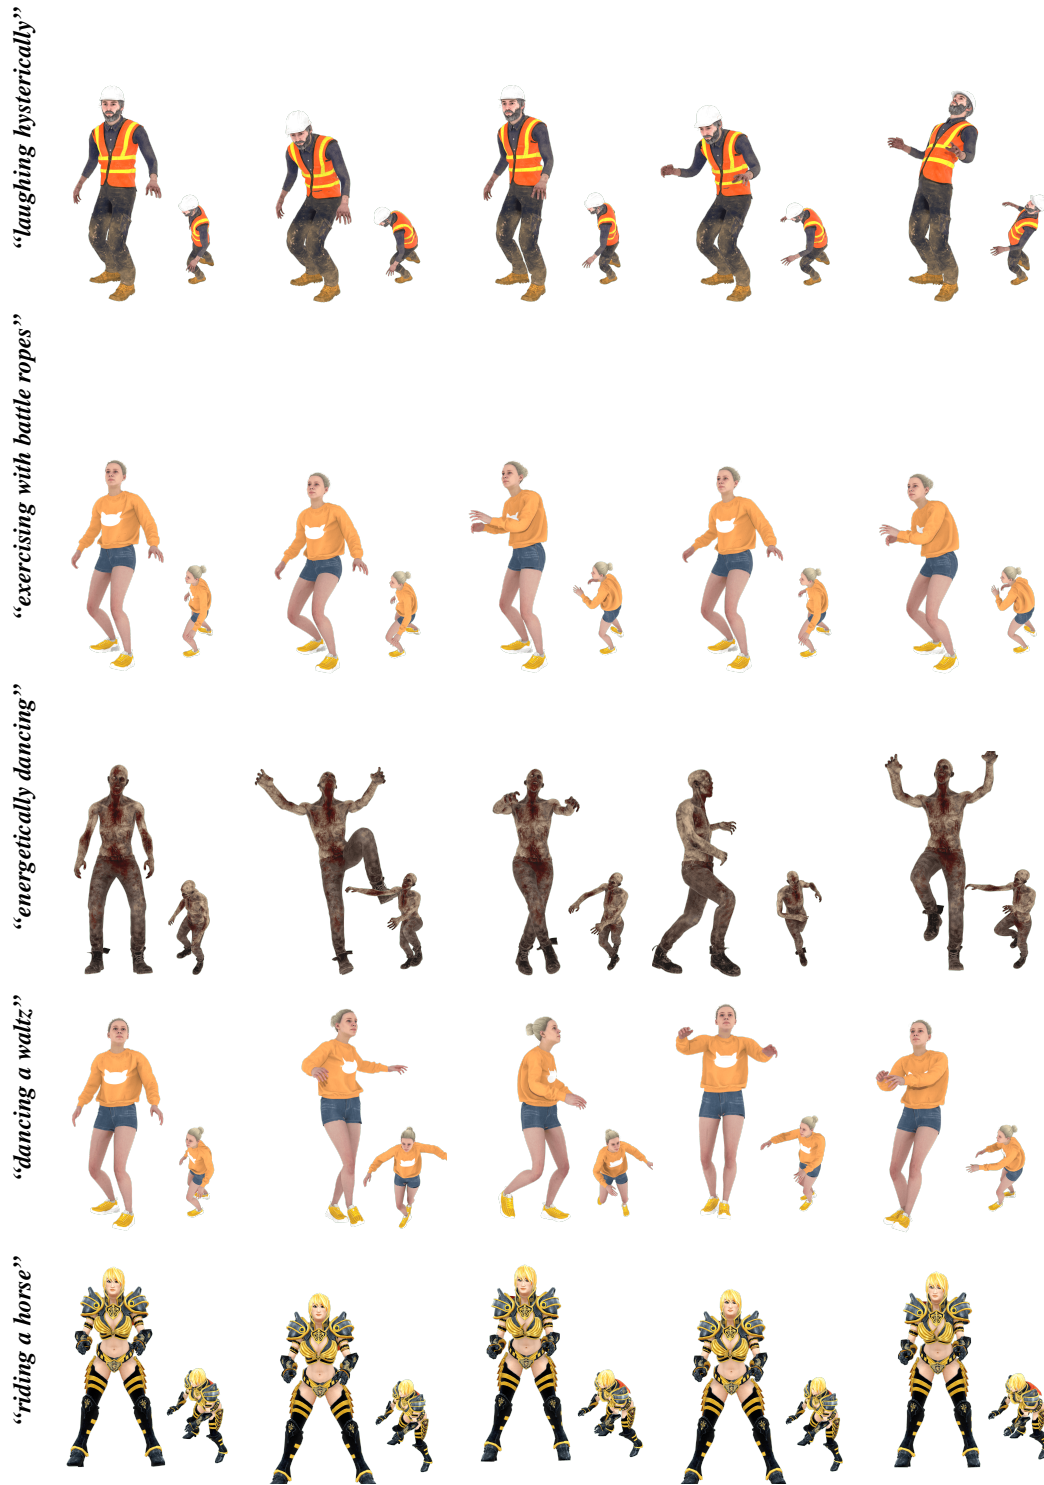 “laughing hysterically”
“exercising with battle ropes”
“energetically dancing”
“dancing a waltz”
“riding a horse”